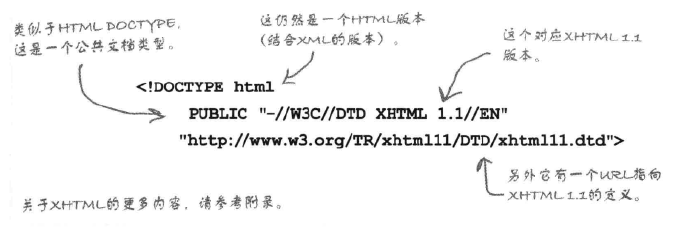 类似于HTML DOCTYPE,
这是一个公共文档类型。
这仍然是一个HTML版本
(结合XML的版本)。
这个对应XHTML 1.1
版本。
<!DOCTYPE html
PUBLIC "-//W3C//DTD XHTML 1.1//EN"
"http://www.w3.org/TR/xhtml11/DTD/xhtml11.dtd">
另外它有一个URL指向
XHTML 1.1的定义。
关于XHTML的更多内容，请参考附录。